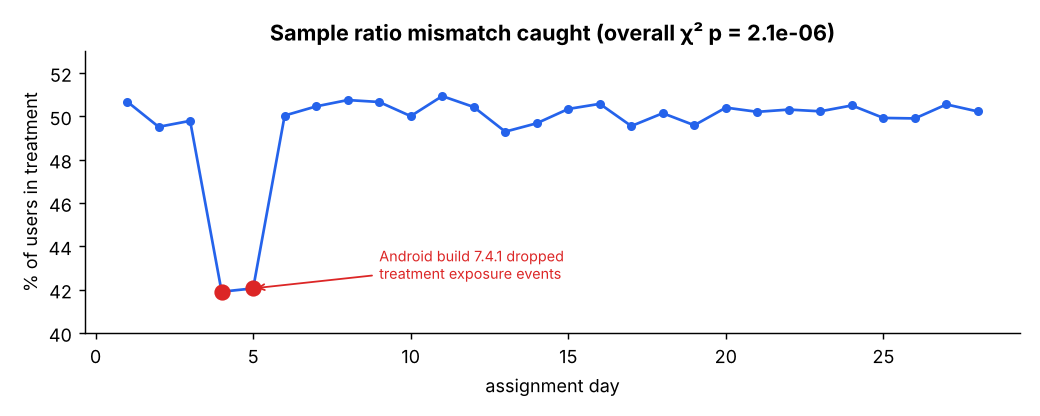 Sample ratio mismatch caught (overall χ² p = 2.1e-06)
% of users in treatment
52
50
48
46
44
42
40
Android build 7.4.1 dropped
treatment exposure events
0
5
10
15
20
25
assignment day